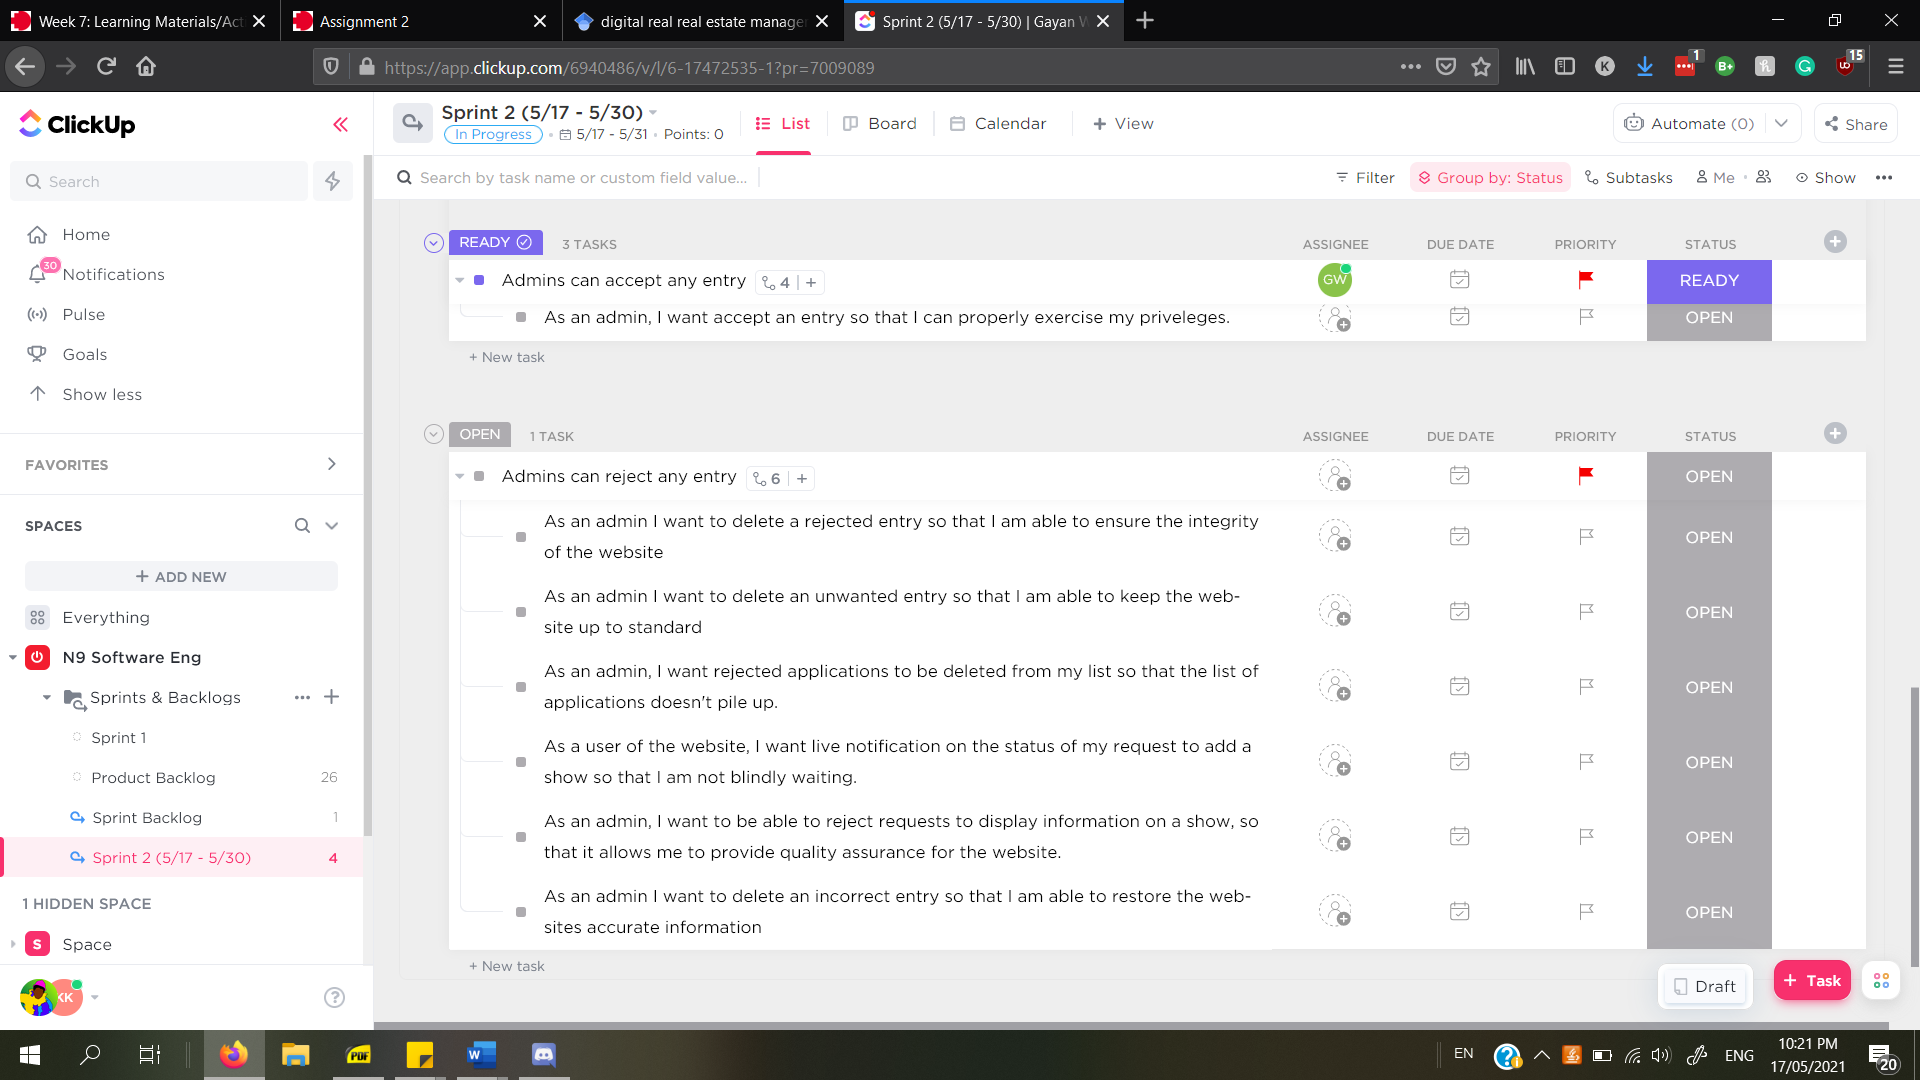 Week 7: Learning Materials/Act
Assignment 2
digital real real estate manage
Sprint 2 (5/17 - 5/30) | Gayan W
https://app.clickup.com/6940486/v/l/6-17472535-1?pr=7009089
1
15
ClickUp
Search
Home
30
Notifications
Pulse
Goals
Show less
FAVORITES
SPACES
+ ADD NEW
Everything
N9 Software Eng
Sprints & Backlogs
Sprint 1
Product Backlog 26
Sprint Backlog 1
Sprint 2 (5/17 - 5/30) 4
1 HIDDEN SPACE
S Space
KK
Sprint 2 (5/17 - 5/30)
In Progress 5/17 - 5/31 Points: 0
List
Board
Calendar
+ View
Automate (0)
Share
Search by task name or custom field value...
Filter
Group by: Status
Subtasks
Me
Show
READY 3 TASKS ASSIGNEE DUE DATE PRIORITY STATUS
Admins can accept any entry 4 + GW READY
As an admin, I want accept an entry so that I can properly exercise my priveleges. OPEN
+ New task
OPEN 1 TASK ASSIGNEE DUE DATE PRIORITY STATUS
Admins can reject any entry 6 + OPEN
As an admin I want to delete a rejected entry so that I am able to ensure the integrity
of the website
OPEN
As an admin I want to delete an unwanted entry so that I am able to keep the web-
site up to standard
OPEN
As an admin, I want rejected applications to be deleted from my list so that the list of
applications doesn't pile up.
OPEN
As a user of the website, I want live notification on the status of my request to add a
show so that I am not blindly waiting.
OPEN
As an admin, I want to be able to reject requests to display information on a show, so
that it allows me to provide quality assurance for the website.
OPEN
As an admin I want to delete an incorrect entry so that I am able to restore the web-
sites accurate information
OPEN
+ New task
Draft
+ Task
PDF
EN
ENG
10:21 PM
17/05/2021
20